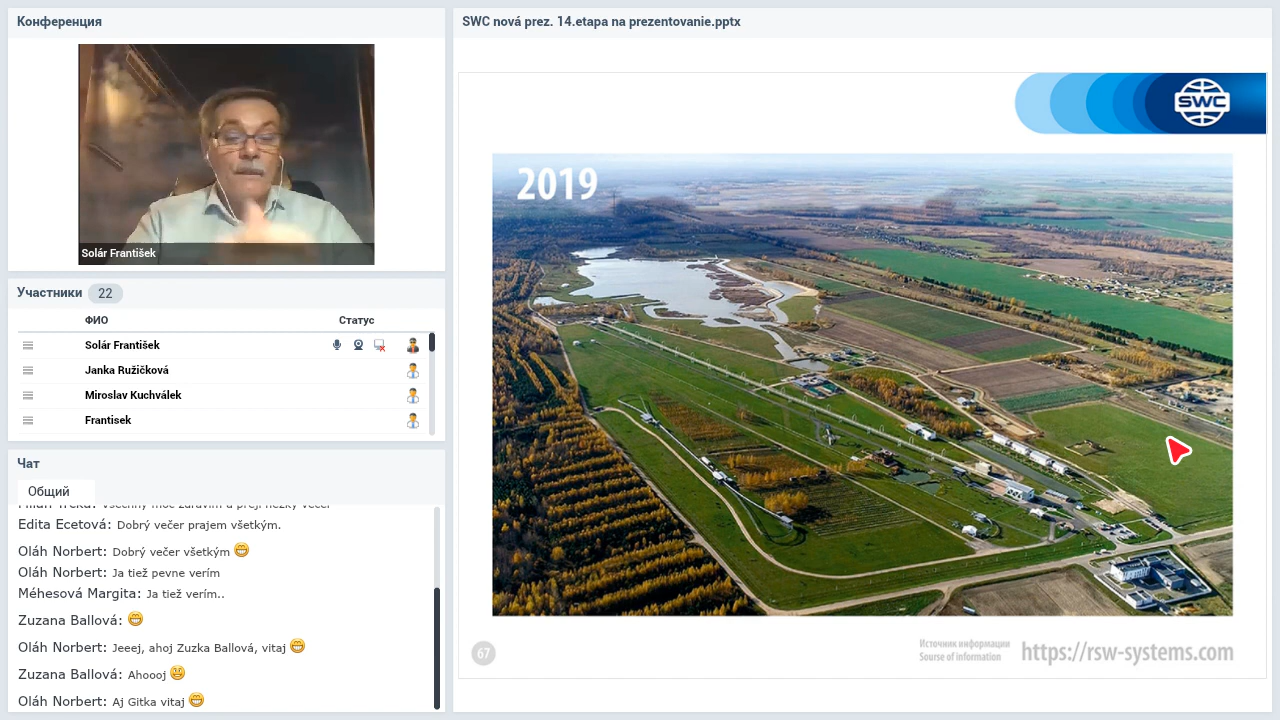 Конференция
Solár František
Участники 22
ФИО Статус
Solár František
Janka Ružičková
Miroslav Kuchválek
Frantisek
Чат
Общий
Edita Ecetová: Dobrý večer prajem všetkým.
Oláh Norbert: Dobrý večer všetkým
Oláh Norbert: Ja tiež pevne verím
Méhesová Margita: Ja tiež verím..
Zuzana Ballová:
Oláh Norbert: Jeeej, ahoj Zuzka Ballová, vitaj
Zuzana Ballová: Ahoooj
Oláh Norbert: Aj Gitka vitaj
SWC nová prez. 14.etapa na prezentovanie.pptx
SWC
2019
67
Источник информации
Sourse of information
https://rsw-systems.com